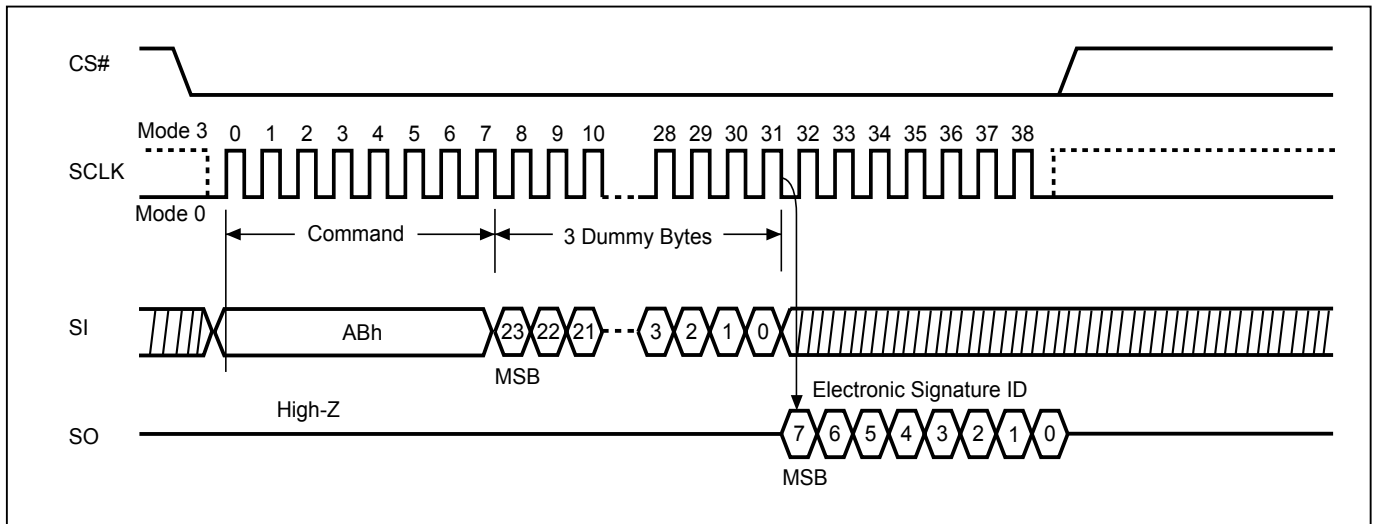 CS#
Mode 3
0 1 2 3 4 5 6 7 8 9 10 28 29 30 31 32 33 34 35 36 37 38
SCLK
Mode 0
Command
3 Dummy Bytes
SI
ABh
23 22 21 3 2 1 0
MSB
Electronic Signature ID
High-Z
SO
7 6 5 4 3 2 1 0
MSB